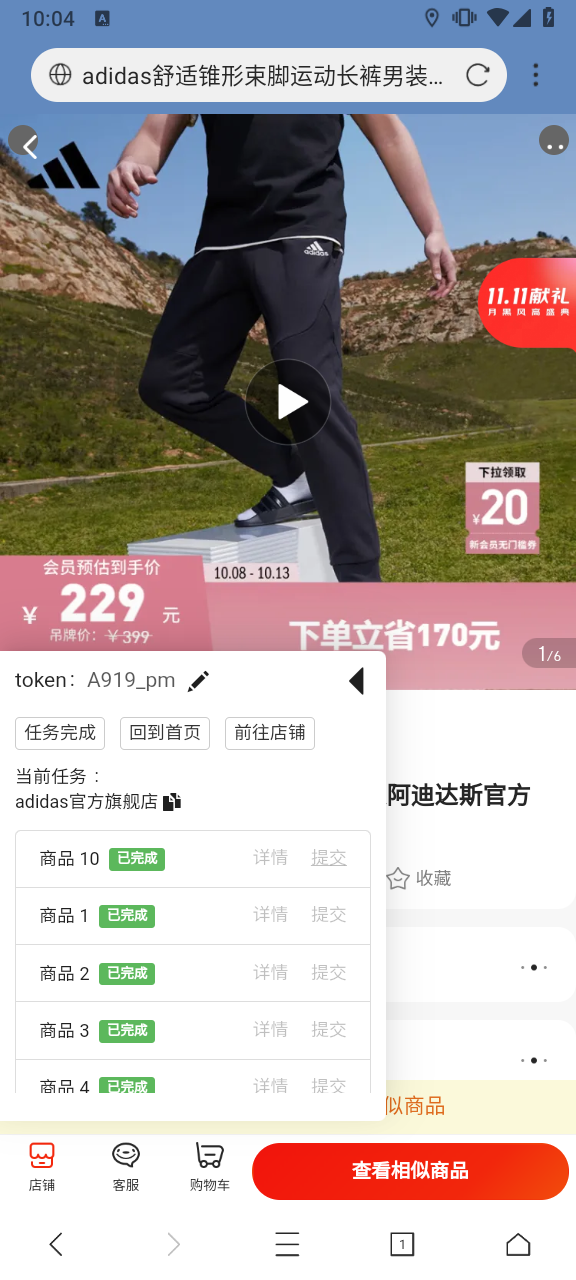 10:04 A
adidas舒适锥形束脚运动长裤男装...
adidas
11.11献礼
月黑风高盛典
下拉领取
¥20
新会员无门槛券
会员预估到手价
10.08 - 10.13
¥ 229 元
吊牌价：¥399
下单立省170元
1/6
token： A919_pm
任务完成 回到首页 前往店铺
当前任务：
adidas官方旗舰店
阿迪达斯官方
商品 10 已完成 详情 提交
收藏
商品 1 已完成 详情 提交
商品 2 已完成 详情 提交
商品 3 已完成 详情 提交
商品 4 已完成 详情 提交
似商品
店铺 客服 购物车 查看相似商品
1